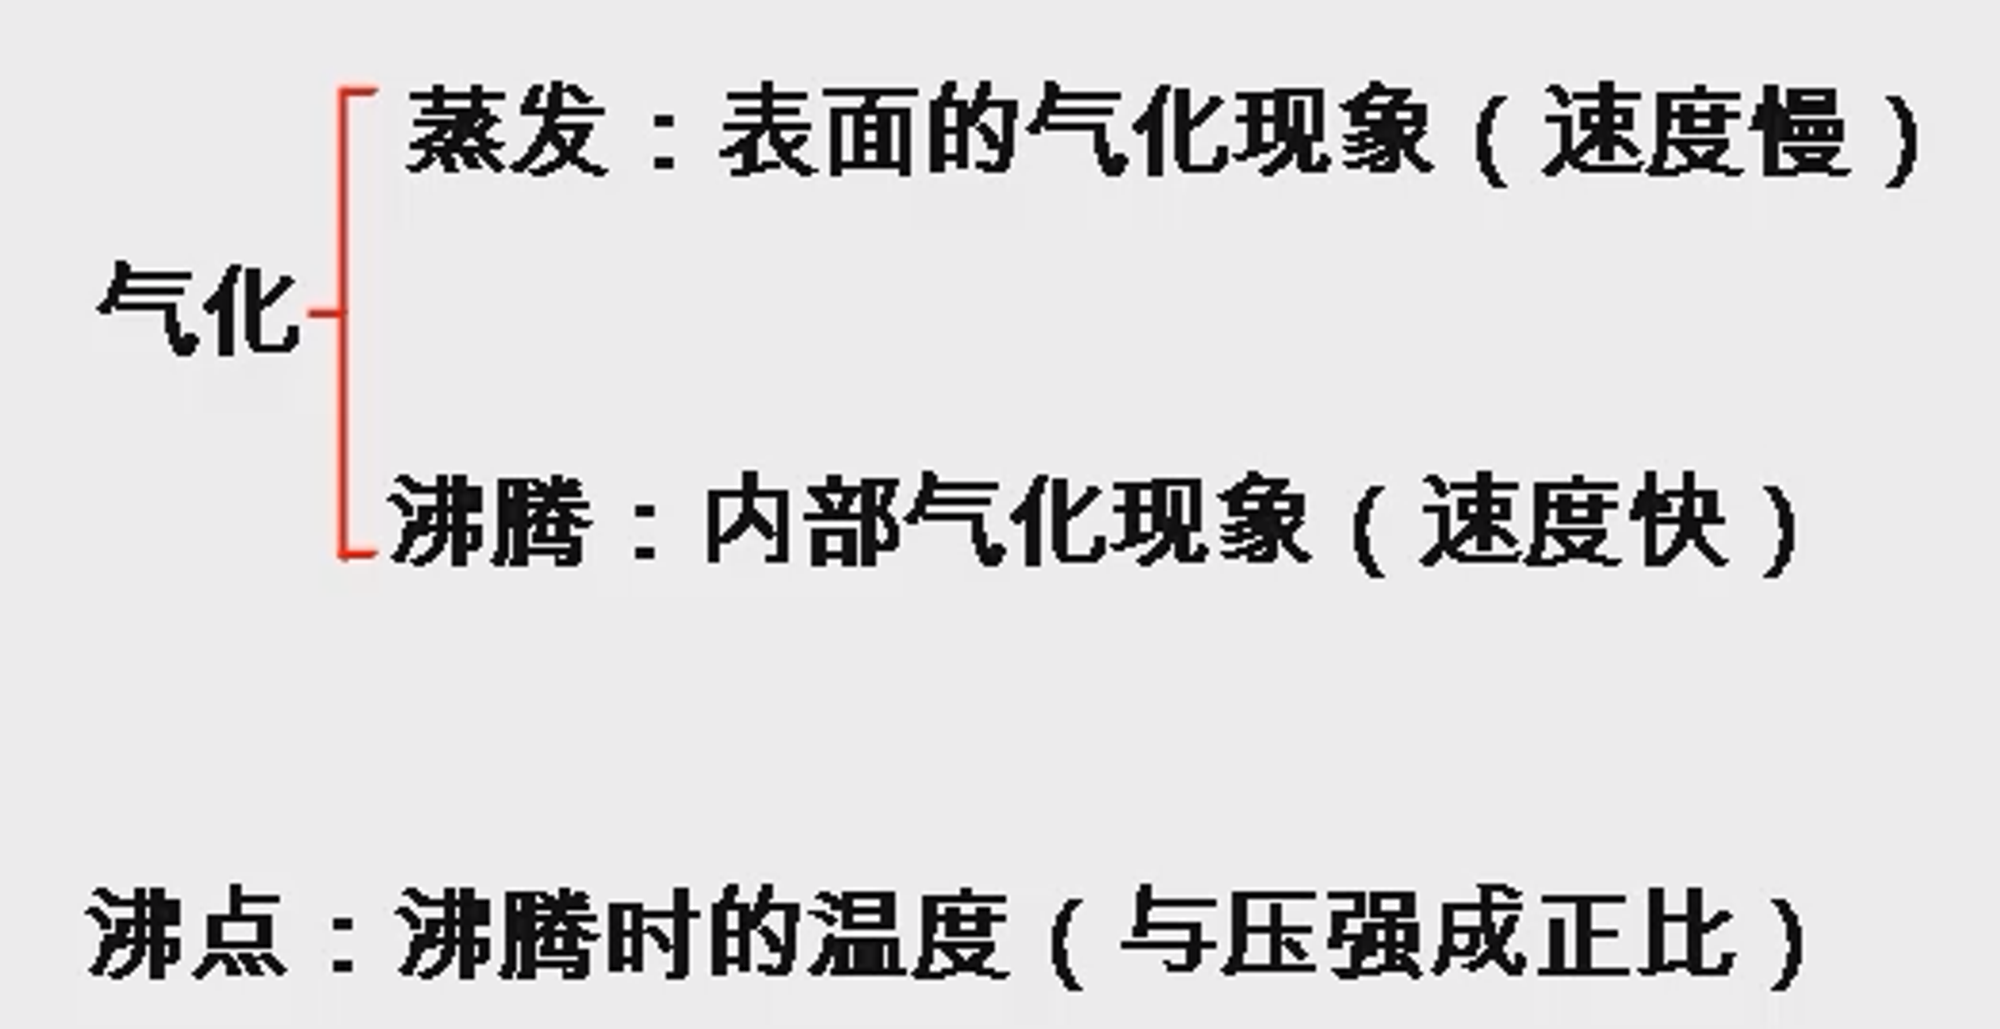 蒸发：表面的气化现象（速度慢）
气化
沸腾：内部气化现象（速度快）
沸点：沸腾时的温度（与压强成正比）